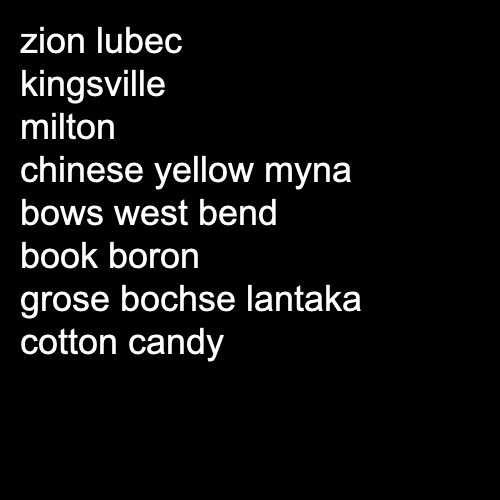 zion lubec
kingsville
milton
chinese yellow myna
bows west bend
book boron
grose bochse lantaka
cotton candy